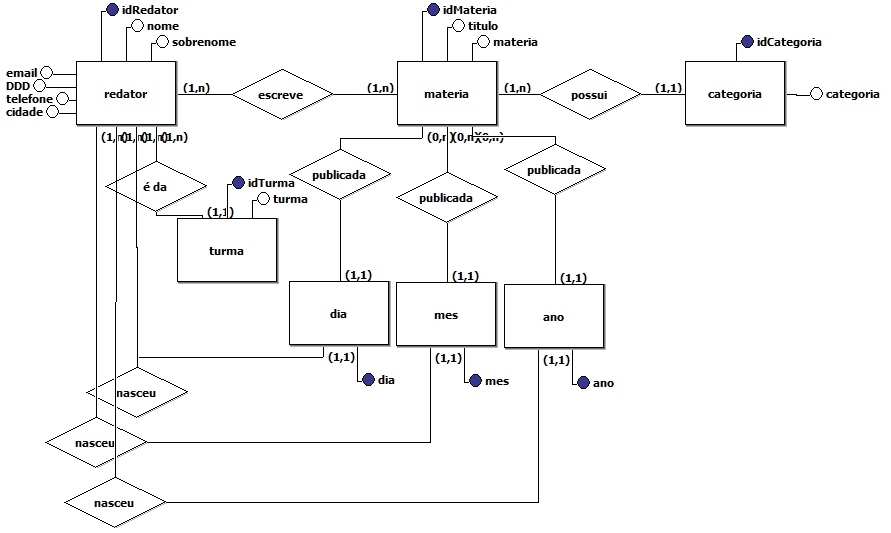 idRedator
nome
sobrenome
email
DDD
telefone
cidade
redator
(1,n)
escreve
(1,n)
idMateria
titulo
materia
materia
(1,n)
possui
(1,1)
idCategoria
categoria
categoria
(1,n)
(1,n)
(1,n)
(1,n)
(0,n)
(0,n)
(0,n)
é da
(1,1)
idTurma
turma
turma
publicada
publicada
publicada
(1,1)
(1,1)
(1,1)
dia
mes
ano
(1,1)
(1,1)
(1,1)
dia
mes
ano
nasceu
nasceu
nasceu